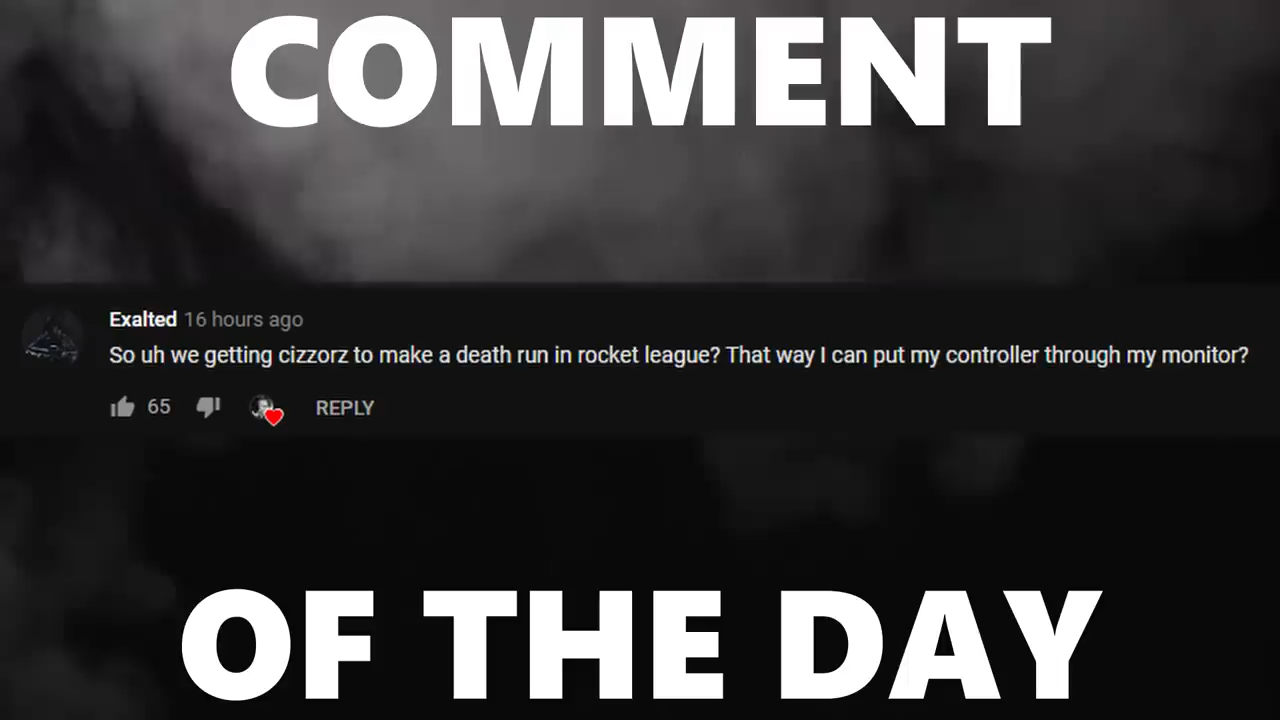 COMMENT
Exalted 16 hours ago
So uh we getting cizzorz to make a death run in rocket league? That way I can put my controller through my monitor?
65 REPLY
OF THE DAY